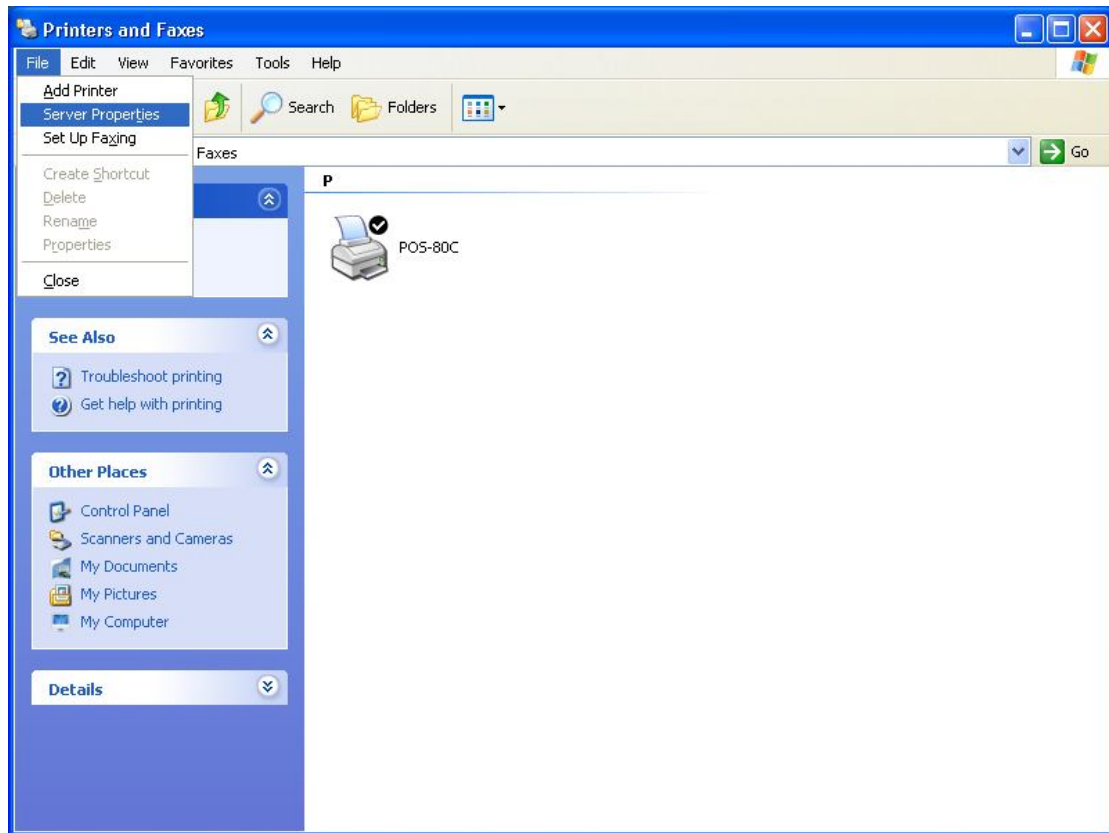 Printers and Faxes
File Edit View Favorites Tools Help
Add Printer
Server Properties
Set Up Faxing
Create Shortcut
Delete
Rename
Properties
Close
Search Folders
Faxes Go
P
POS-80C
See Also
Troubleshoot printing
Get help with printing
Other Places
Control Panel
Scanners and Cameras
My Documents
My Pictures
My Computer
Details